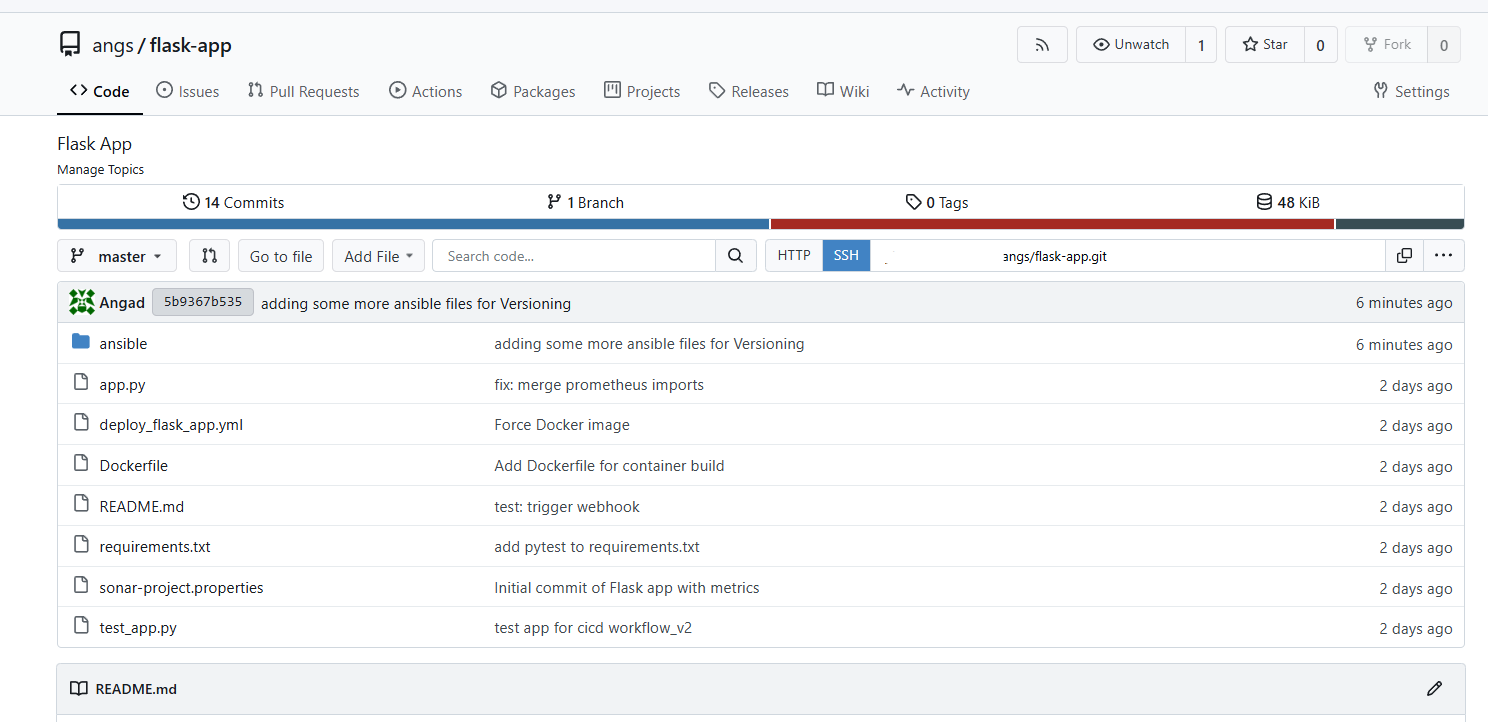 angs / flask-app
Unwatch 1 Star 0 Fork 0
Code Issues Pull Requests Actions Packages Projects Releases Wiki Activity Settings
Flask App
Manage Topics
14 Commits 1 Branch 0 Tags 48 KiB
master Go to file Add File Search code... HTTP SSH angs/flask-app.git
Angad 5b9367b535 adding some more ansible files for Versioning 6 minutes ago
ansible adding some more ansible files for Versioning 6 minutes ago
app.py fix: merge prometheus imports 2 days ago
deploy_flask_app.yml Force Docker image 2 days ago
Dockerfile Add Dockerfile for container build 2 days ago
README.md test: trigger webhook 2 days ago
requirements.txt add pytest to requirements.txt 2 days ago
sonar-project.properties Initial commit of Flask app with metrics 2 days ago
test_app.py test app for cicd workflow_v2 2 days ago
README.md